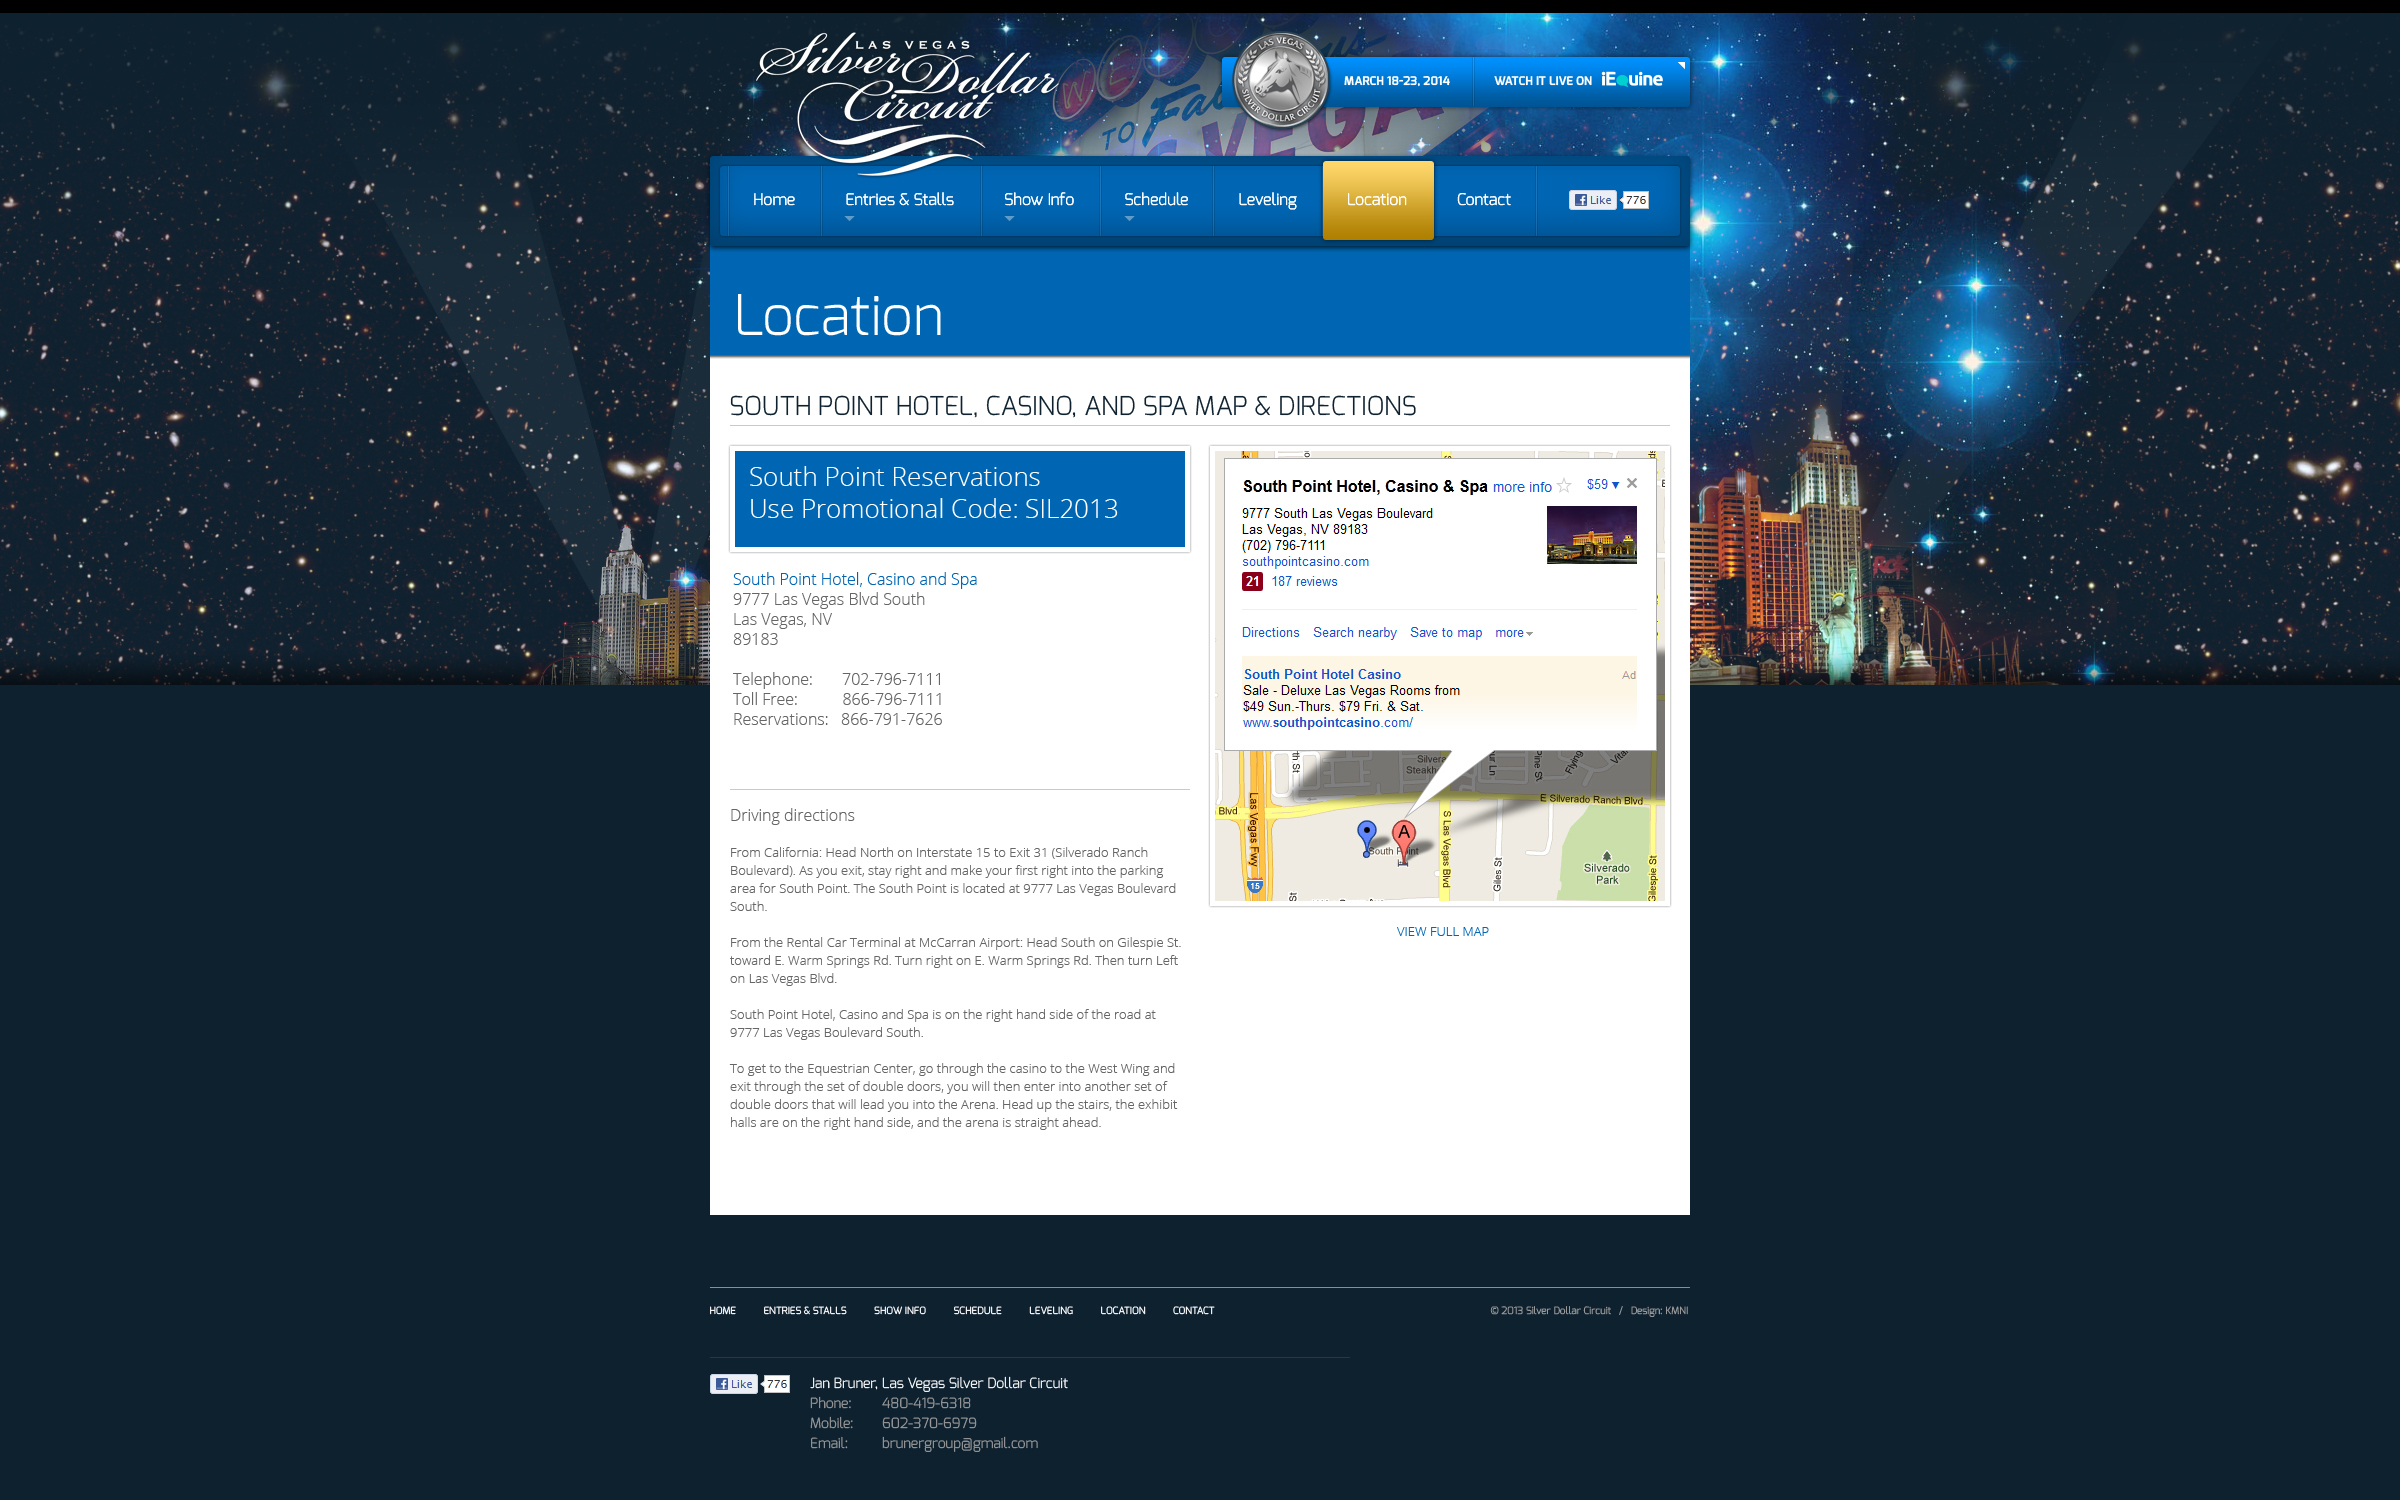 LAS VEGAS
Silver Dollar
Circuit
WE
TO Fabulous
VEGA
LAS VEGAS
SILVER DOLLAR CIRCUIT
MARCH 18-23, 2014
WATCH IT LIVE ON iEquine
Home
Entries & Stalls
Show Info
Schedule
Leveling
Location
Contact
Like 776
Location
SOUTH POINT HOTEL, CASINO, AND SPA MAP & DIRECTIONS
South Point Reservations
Use Promotional Code: SIL2013
South Point Hotel, Casino and Spa
9777 Las Vegas Blvd South
Las Vegas, NV
89183
Telephone: 702-796-7111
Toll Free: 866-796-7111
Reservations: 866-791-7626
Driving directions
From California: Head North on Interstate 15 to Exit 31 (Silverado Ranch
Boulevard). As you exit, stay right and make your first right into the parking
area for South Point. The South Point is located at 9777 Las Vegas Boulevard
South.
From the Rental Car Terminal at McCarran Airport: Head South on Gilespie St.
toward E. Warm Springs Rd. Turn right on E. Warm Springs Rd. Then turn Left
on Las Vegas Blvd.
South Point Hotel, Casino and Spa is on the right hand side of the road at
9777 Las Vegas Boulevard South.
To get to the Equestrian Center, go through the casino to the West Wing and
exit through the set of double doors, you will then enter into another set of
double doors that will lead you into the Arena. Head up the stairs, the exhibit
halls are on the right hand side, and the arena is straight ahead.
South Point Hotel, Casino & Spa more info $59
9777 South Las Vegas Boulevard
Las Vegas, NV 89183
(702) 796-7111
southpointcasino.com
21 187 reviews
Directions Search nearby Save to map more
South Point Hotel Casino Ad
Sale - Deluxe Las Vegas Rooms from
$49 Sun.-Thurs. $79 Fri. & Sat.
www.southpointcasino.com/
th St
Silvera
Steakh
ur Ln
Pine St
Flying
Vita
E Silverado Ranch Blvd
Blvd
Las Vegas Fwy
S Las Vegas Blvd
Giles St
Gilespie St
A
South Point
15
St
Silverado
Park
VIEW FULL MAP
HOME
ENTRIES & STALLS
SHOW INFO
SCHEDULE
LEVELING
LOCATION
CONTACT
© 2013 Silver Dollar Circuit / Design: KMNI
Like 776
Jan Bruner, Las Vegas Silver Dollar Circuit
Phone: 480-419-6318
Mobile: 602-370-6979
Email: brunergroup@gmail.com